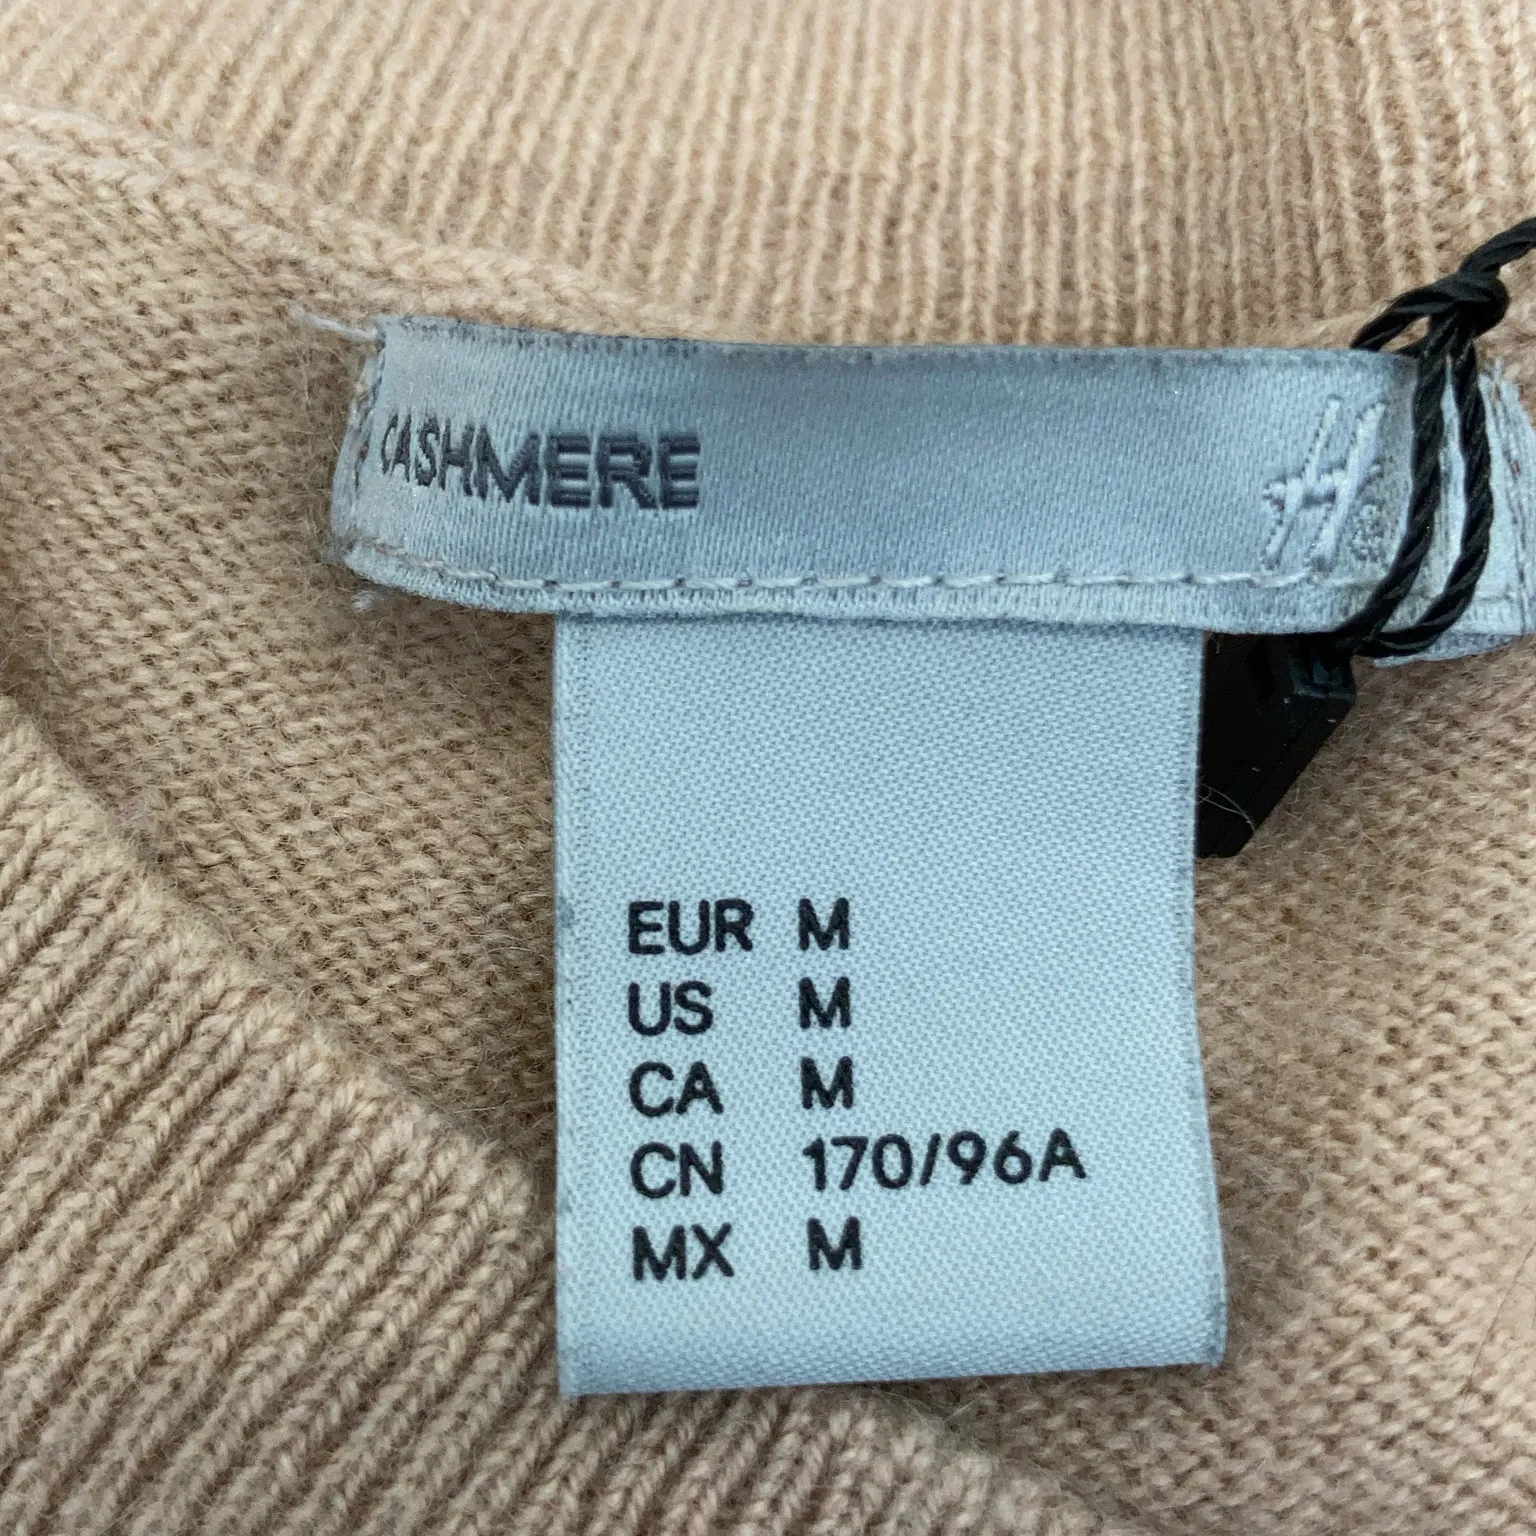 CASHMERE
EUR M
US M
CA M
CN 170/96A
MX M